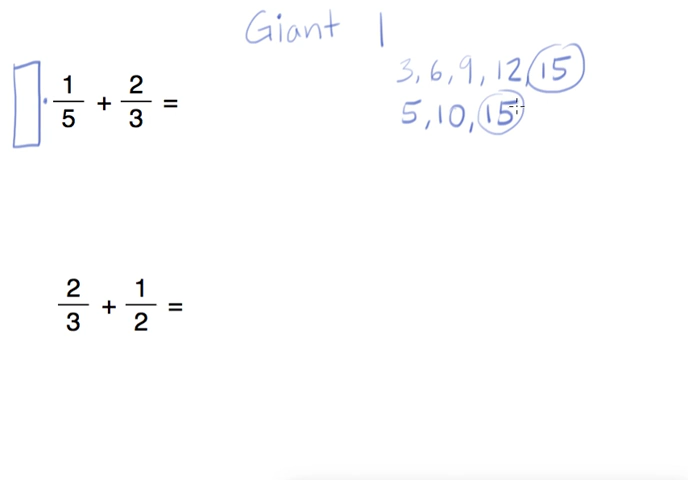 Giant 1
3, 6, 9, 12, 15
5, 10, 15
· 1/5 + 2/3 =
2/3 + 1/2 =